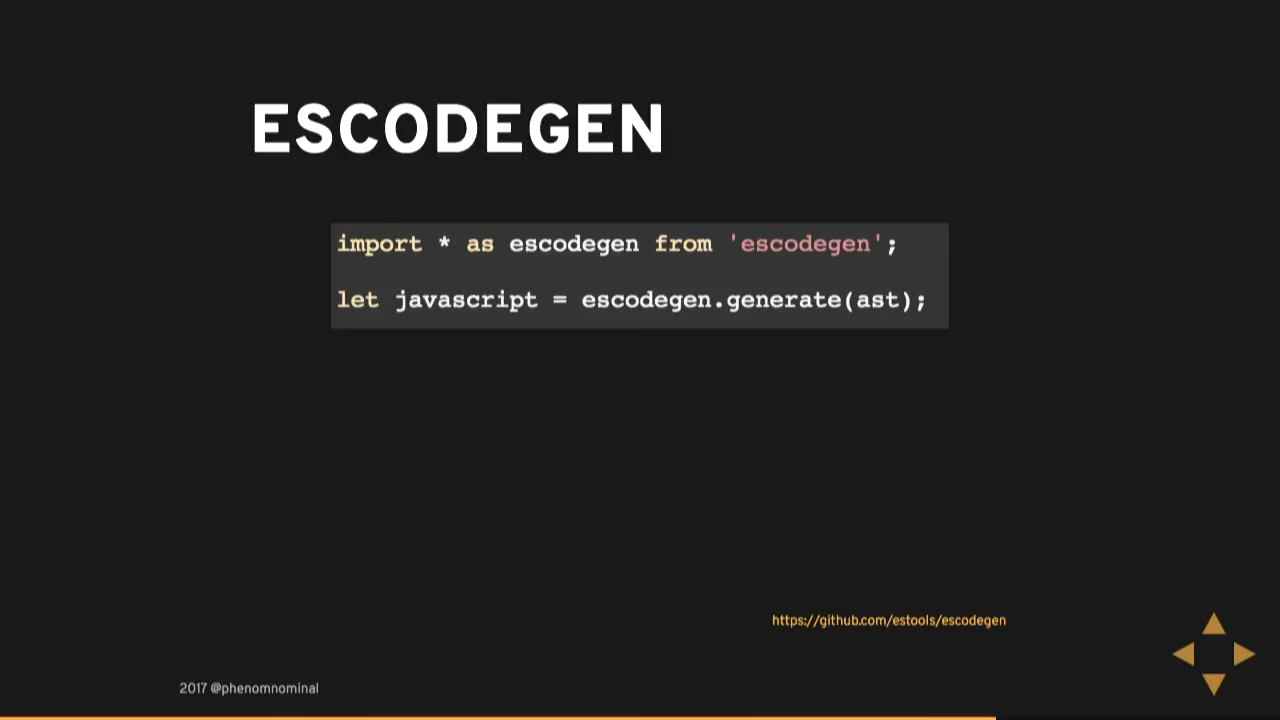 ESCODEGEN
import * as escodegen from 'escodegen';
let javascript = escodegen.generate(ast);
https://github.com/estools/escodegen
2017 @phenomnominal